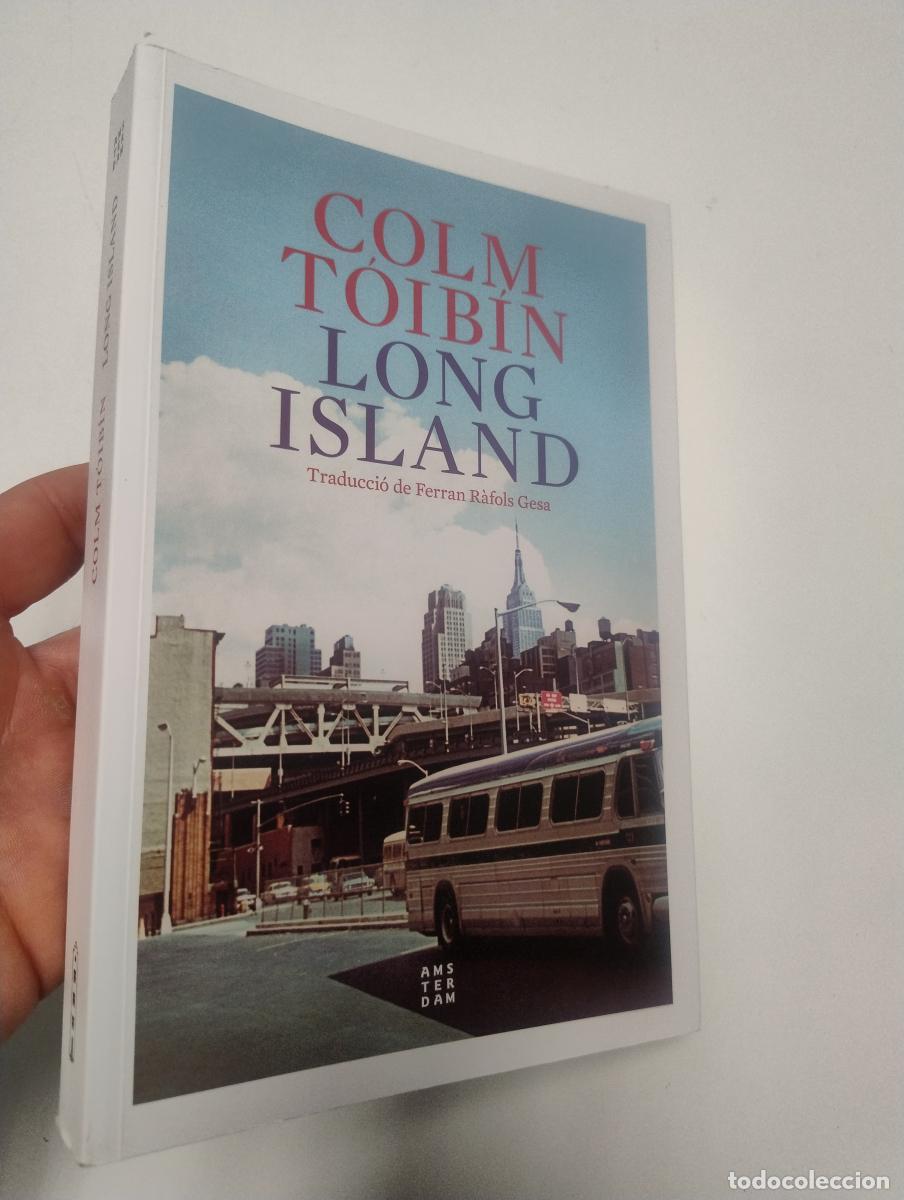 COLM
TÓIBÍN
LONG
ISLAND
Traducció de Ferran Ràfols Gesa
AMS
TER
DAM
COLM TÓIBÍN LONG ISLAND
todocoleccion